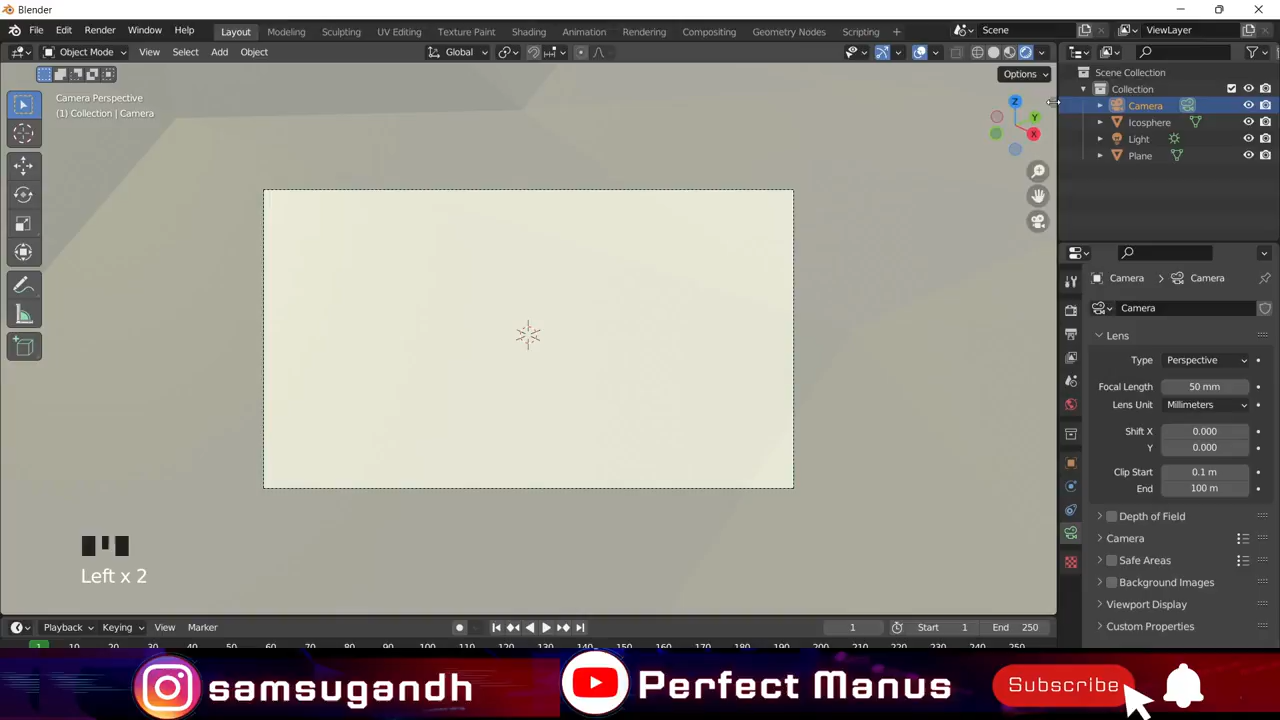 Blender
File Edit Render Window Help
Layout Modeling Sculpting UV Editing Texture Paint Shading Animation Rendering Compositing Geometry Nodes Scripting +
Scene
ViewLayer
Object Mode View Select Add Object
Global
Options
Camera Perspective
(1) Collection | Camera
Z
Y
X
Scene Collection
Collection
Camera
Icosphere
Light
Plane
Camera > Camera
Camera
Lens
Type Perspective
Focal Length 50 mm
Lens Unit Millimeters
Shift X 0.000
Y 0.000
Clip Start 0.1 m
End 100 m
Depth of Field
Camera
Safe Areas
Background Images
Viewport Display
Custom Properties
Left x 2
Playback Keying View Marker
1 Start 1 End 250
1 10 20 30 40 50 60 70 80 90 100 110 120 130 140 150 160 170 180 190 200 210 220 230 240 250
samsugandh
Perfect Manus
Subscribe